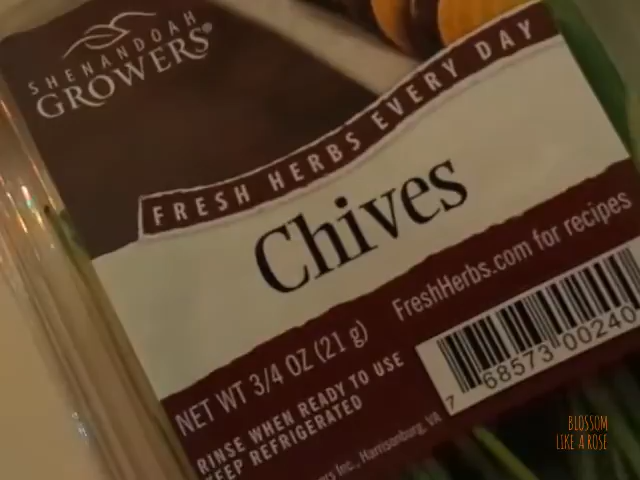 SHENANDOAH
GROWERS®
FRESH HERBS EVERY DAY
Chives
FreshHerbs.com for recipes
NET WT 3/4 OZ (21 g)
RINSE WHEN READY TO USE
KEEP REFRIGERATED
Inc., Harrisonburg, VA
7 68573 00240
BLOSSOM
LIKE A ROSE